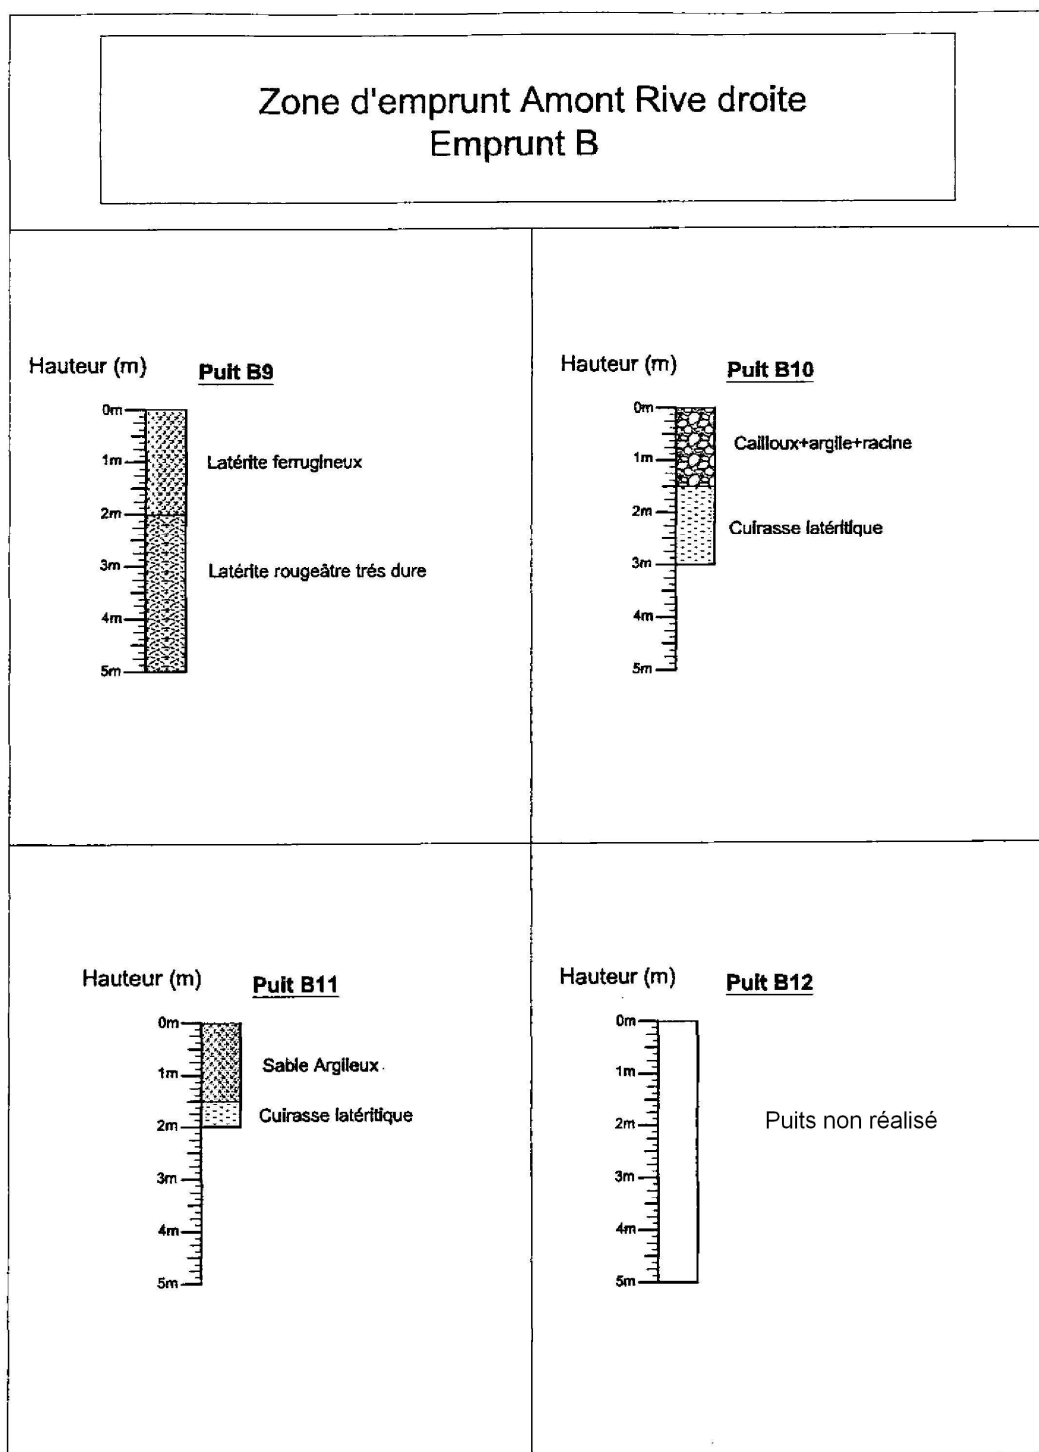 Zone d'emprunt Amont Rive droite
Emprunt B
Hauteur (m)
Puit B9
0m
1m
2m
3m
4m
5m
Latérite ferrugineux
Latérite rougeâtre trés dure
Hauteur (m)
Puit B10
0m
1m
2m
3m
4m
5m
Cailloux+argile+racine
Cuirasse latéritique
Hauteur (m)
Puit B11
0m
1m
2m
3m
4m
5m
Sable Argileux
Cuirasse latéritique
Hauteur (m)
Puit B12
0m
1m
2m
3m
4m
5m
Puits non réalisé